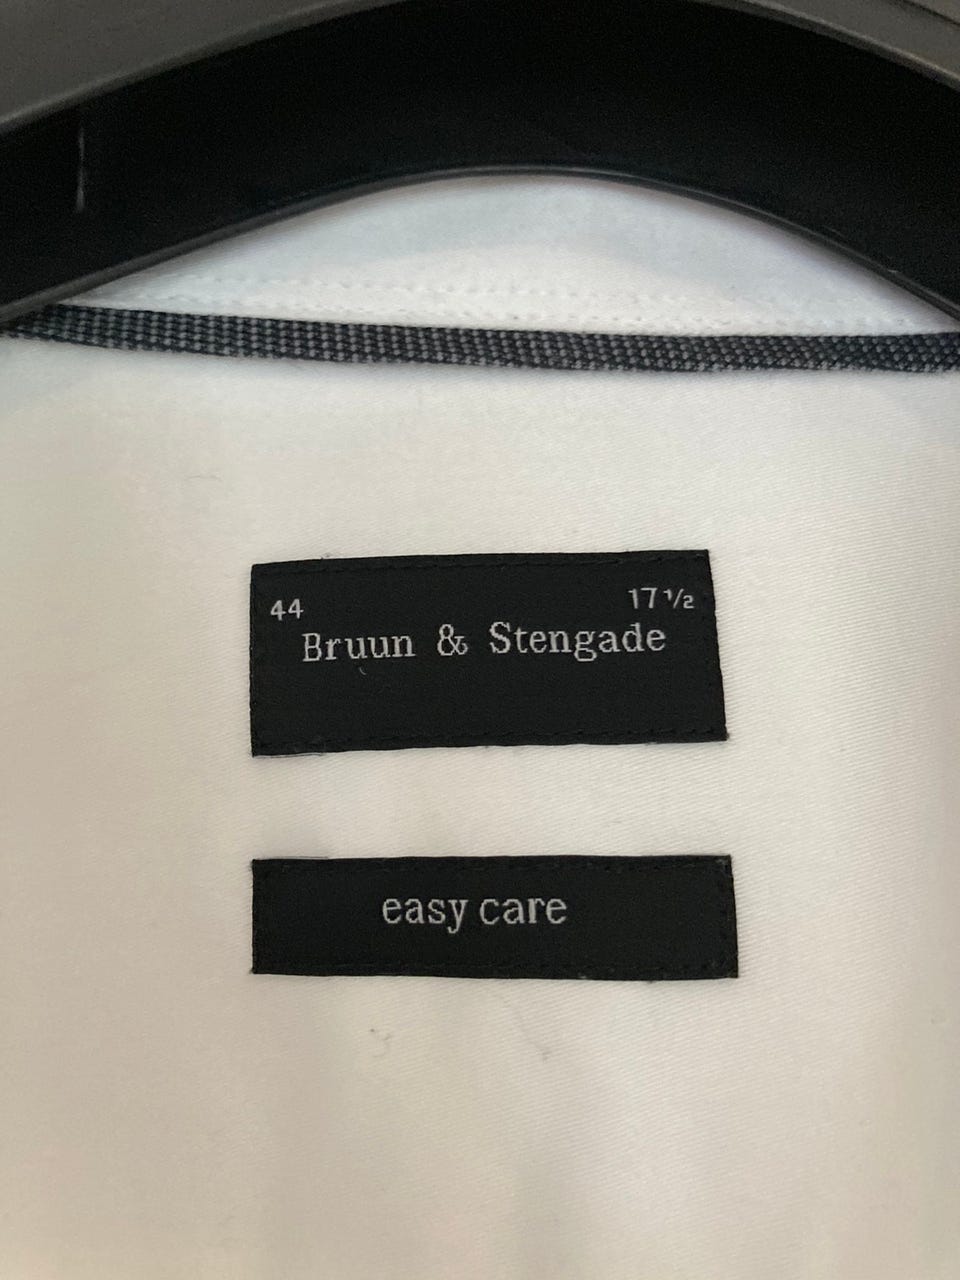 44 17 1/2
Bruun & Stengade
easy care